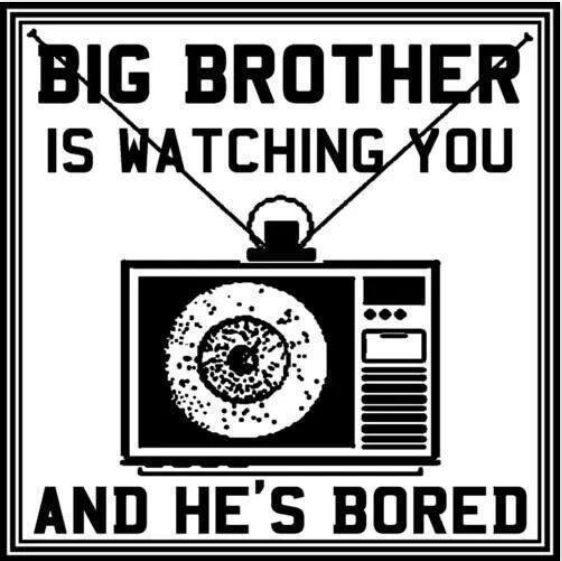 BIG BROTHER
IS WATCHING YOU
AND HE'S BORED